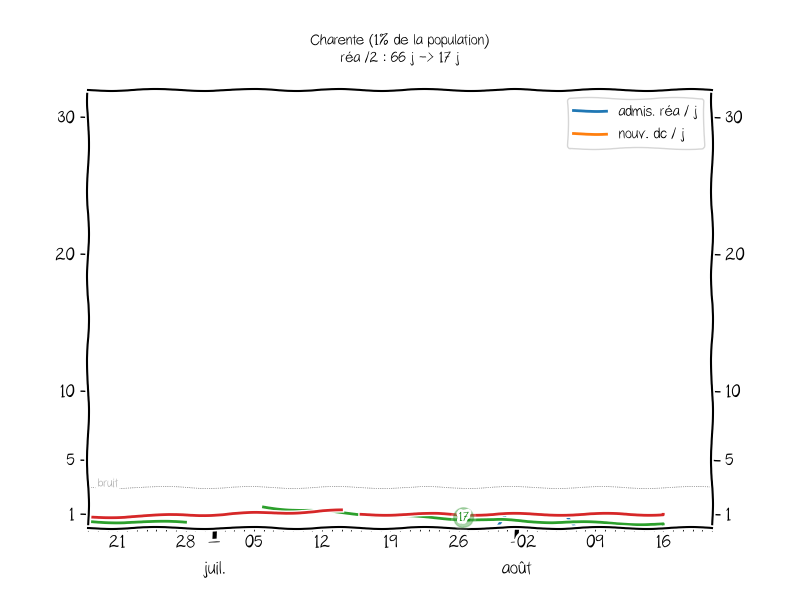 Charente (1% de la population)
réa /2 : 66 j -> 17 j
admis. réa / j
nouv. dc / j
30
30
20
20
10
10
5
5
bruit
1
1
17
21
28
05
12
19
26
02
09
16
juil.
août